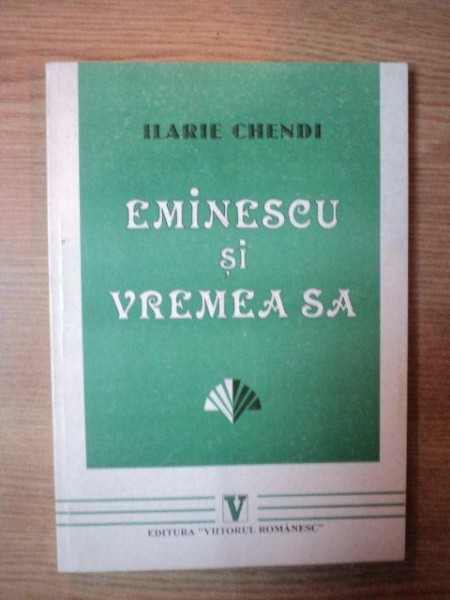 ILARIE CHENDI
EMINESCU
și
VREMEA SA
V
EDITURA "VIITORUL ROMÂNESC"